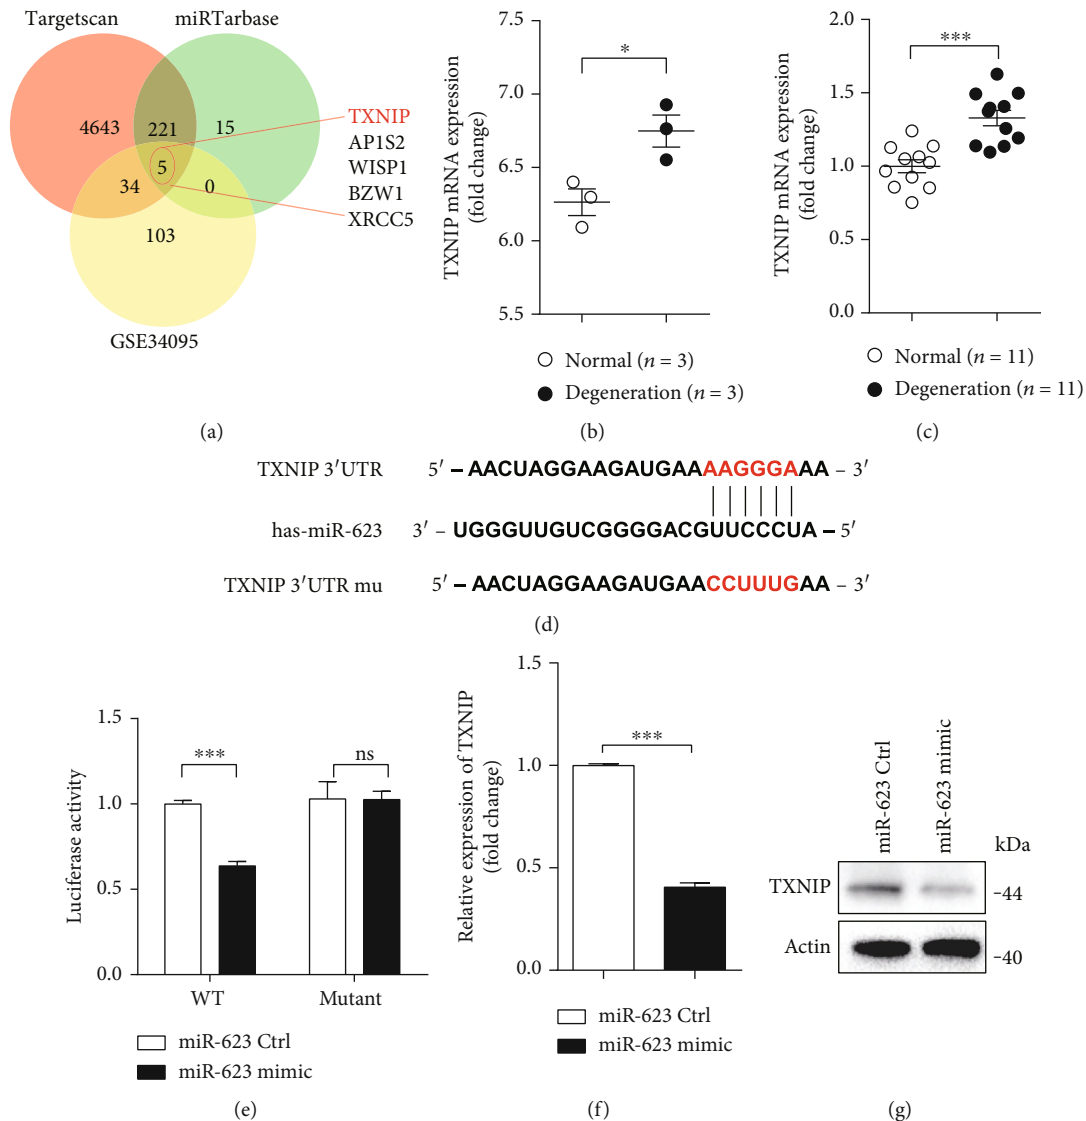 Targetscan miRTarbase
4643 221 15
34 5 0
103
GSE34095
TXNIP
AP1S2
WISP1
BZW1
XRCC5
(a)
TXNIP mRNA expression
(fold change)
7.5
7.0
6.5
6.0
5.5
*
Normal (n = 3)
Degeneration (n = 3)
(b)
TXNIP mRNA expression
(fold change)
2.0
1.5
1.0
0.5
0.0
***
Normal (n = 11)
Degeneration (n = 11)
(c)
TXNIP 3′UTR 5′ – AACUAGGAAGAUGAAAAGGGAAA – 3′
has-miR-623 3′ – UGGGUUGUCGGGGACGUUCCCUA – 5′
TXNIP 3′UTR mu 5′ – AACUAGGAAGAUGAACCUUUGAA – 3′
(d)
Luciferase activity
1.5
1.0
0.5
0.0
*** ns
WT Mutant
miR-623 Ctrl
miR-623 mimic
(e)
Relative expression of TXNIP
(fold change)
1.5
1.0
0.5
0.0
***
miR-623 Ctrl
miR-623 mimic
(f)
miR-623 Ctrl
miR-623 mimic
kDa
TXNIP -44
Actin -40
(g)